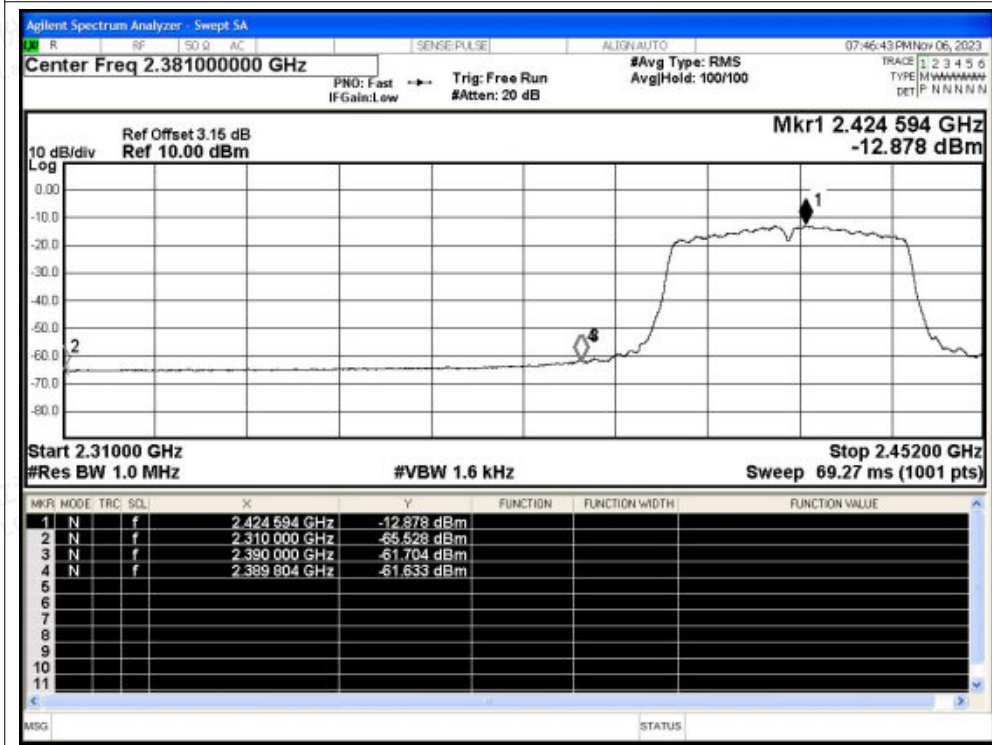 Agilent Spectrum Analyzer - Swept SA
R RF 50 Ω AC SENSE:PULSE ALIGN AUTO 07:46:43 PM Nov 06, 2023
Center Freq 2.381000000 GHz #Avg Type: RMS TRACE 1 2 3 4 5 6
PNO: Fast Trig: Free Run Avg|Hold: 100/100 TYPE M
IFGain:Low #Atten: 20 dB DET P N N N N N
Mkr1 2.424 594 GHz
-12.878 dBm
Ref Offset 3.15 dB
10 dB/div Ref 10.00 dBm
Log
0.00
1
-10.0
-20.0
-30.0
-40.0
-50.0
-60.0
2
-70.0
-80.0
Start 2.31000 GHz Stop 2.45200 GHz
#Res BW 1.0 MHz #VBW 1.6 kHz Sweep 69.27 ms (1001 pts)
MKR MODE TRC SCL X Y FUNCTION FUNCTION WIDTH FUNCTION VALUE
1 N f 2.424 594 GHz -12.878 dBm
2 N f 2.310 000 GHz -65.528 dBm
3 N f 2.390 000 GHz -61.704 dBm
4 N f 2.389 804 GHz -61.633 dBm
5
6
7
8
9
10
11
MSG STATUS